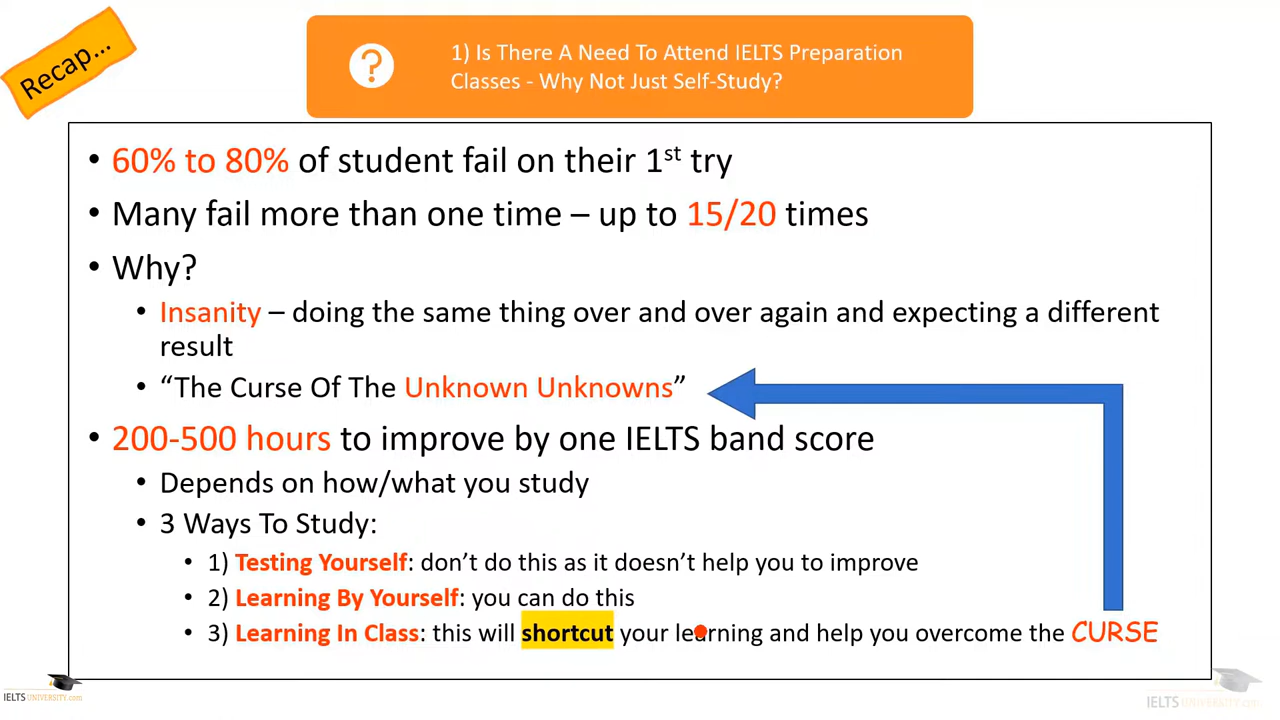 Recap...
1) Is There A Need To Attend IELTS Preparation
Classes - Why Not Just Self-Study?
• 60% to 80% of student fail on their 1st try
• Many fail more than one time – up to 15/20 times
• Why?
• Insanity – doing the same thing over and over again and expecting a different
result
• “The Curse Of The Unknown Unknowns”
• 200-500 hours to improve by one IELTS band score
• Depends on how/what you study
• 3 Ways To Study:
• 1) Testing Yourself: don’t do this as it doesn’t help you to improve
• 2) Learning By Yourself: you can do this
• 3) Learning In Class: this will shortcut your learning and help you overcome the CURSE
IELTS UNIVERSITY.com
IELTS UNIVERSITY.com